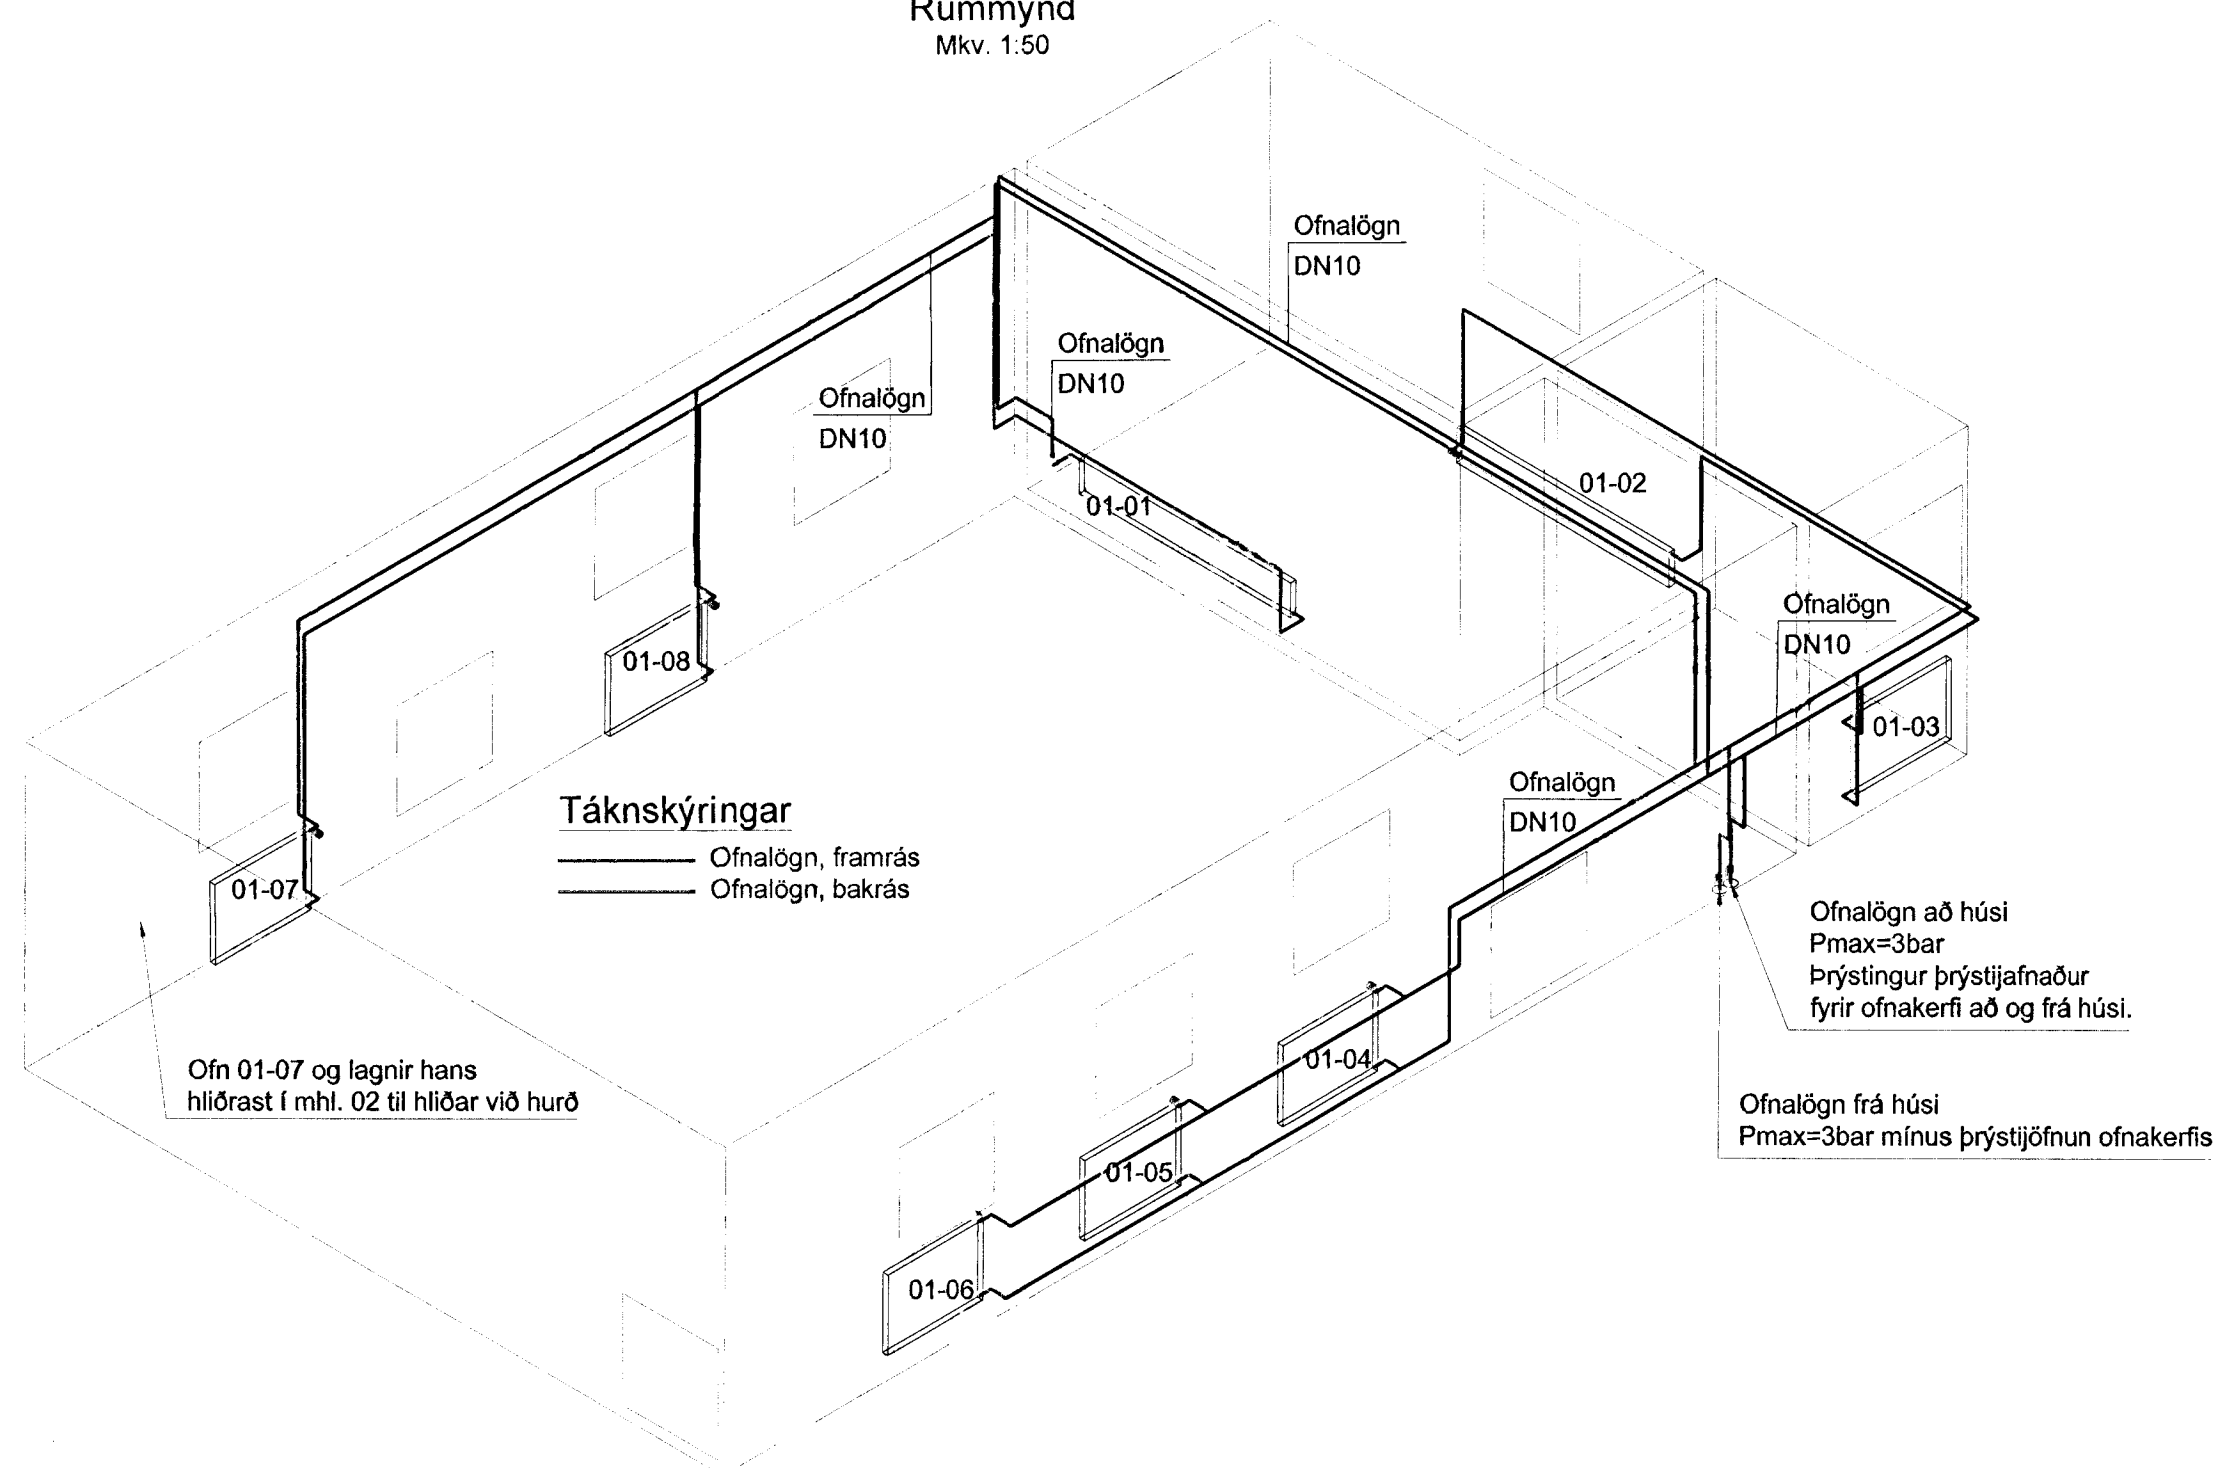 Rúmmynd
Mkv. 1:50
Ofnalögn
DN10
Ofnalögn
DN10
Ofnalögn
DN10
01-01
01-02
Ofnalögn
DN10
01-08
01-03
Ofnalögn
DN10
Táknskýringar
Ofnalögn, framrás
Ofnalögn, bakrás
01-07
Ofnalögn að húsi
Pmax=3bar
Þrýstingur þrýstijafnaður
fyrir ofnakerfi að og frá húsi.
Ofn 01-07 og lagnir hans
hliðrast í mhl. 02 til hliðar við hurð
01-04
Ofnalögn frá húsi
Pmax=3bar mínus þrýstijöfnun ofnakerfis
01-05
01-06